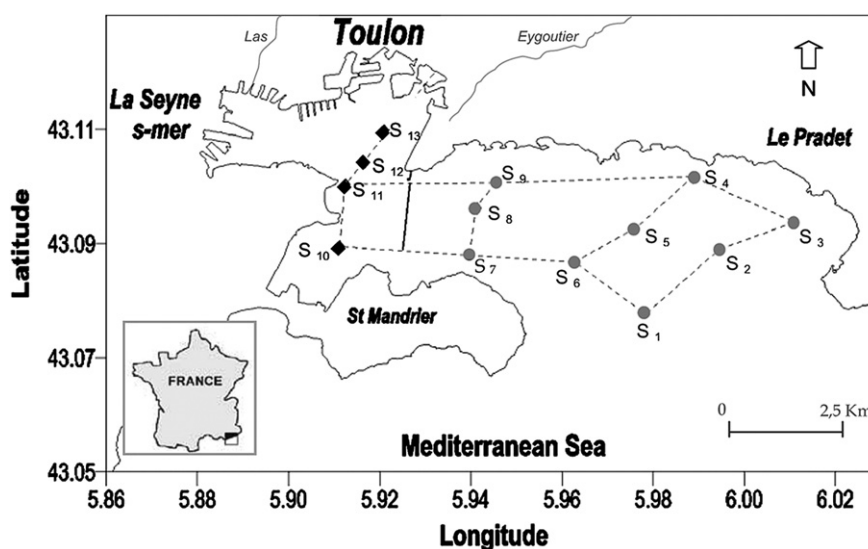 Las
Toulon
Eygoutier
La Seyne
s-mer
N
Le Pradet
43.11
43.09
43.07
43.05
Latitude
S 13
S 12
S 11
S 10
S 9
S 8
S 7
S 6
S 5
S 4
S 3
S 2
S 1
St Mandrier
FRANCE
0 2,5 Km
Mediterranean Sea
5.86 5.88 5.90 5.92 5.94 5.96 5.98 6.00 6.02
Longitude